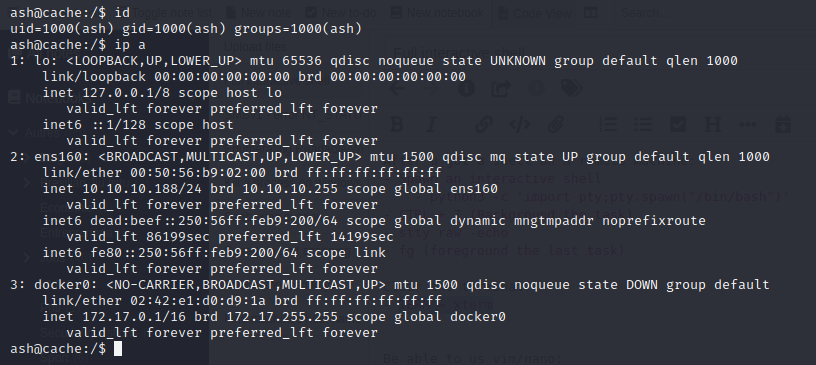 ash@cache:/$ id
uid=1000(ash) gid=1000(ash) groups=1000(ash)
ash@cache:/$ ip a
1: lo: <LOOPBACK,UP,LOWER_UP> mtu 65536 qdisc noqueue state UNKNOWN group default qlen 1000
    link/loopback 00:00:00:00:00:00 brd 00:00:00:00:00:00
    inet 127.0.0.1/8 scope host lo
       valid_lft forever preferred_lft forever
    inet6 ::1/128 scope host
       valid_lft forever preferred_lft forever
2: ens160: <BROADCAST,MULTICAST,UP,LOWER_UP> mtu 1500 qdisc mq state UP group default qlen 1000
    link/ether 00:50:56:b9:02:00 brd ff:ff:ff:ff:ff:ff
    inet 10.10.10.188/24 brd 10.10.10.255 scope global ens160
       valid_lft forever preferred_lft forever
    inet6 dead:beef::250:56ff:feb9:200/64 scope global dynamic mngtmpaddr noprefixroute
       valid_lft 86199sec preferred_lft 14199sec
    inet6 fe80::250:56ff:feb9:200/64 scope link
       valid_lft forever preferred_lft forever
3: docker0: <NO-CARRIER,BROADCAST,MULTICAST,UP> mtu 1500 qdisc noqueue state DOWN group default
    link/ether 02:42:e1:d0:d9:1a brd ff:ff:ff:ff:ff:ff
    inet 172.17.0.1/16 brd 172.17.255.255 scope global docker0
       valid_lft forever preferred_lft forever
ash@cache:/$